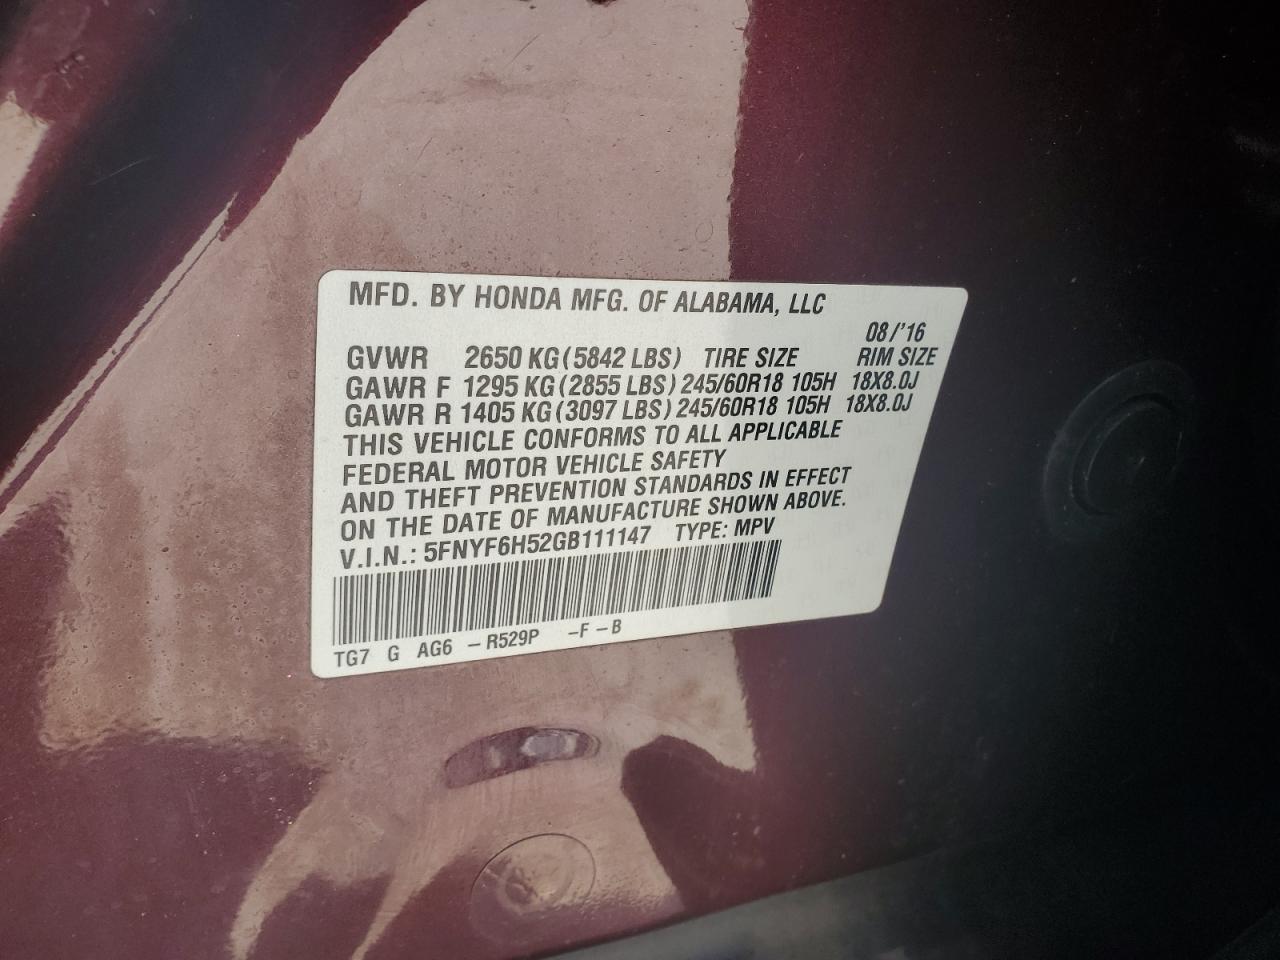 MFD. BY HONDA MFG. OF ALABAMA, LLC
08/'16
GVWR 2650 KG (5842 LBS) TIRE SIZE RIM SIZE
GAWR F 1295 KG (2855 LBS) 245/60R18 105H 18X8.0J
GAWR R 1405 KG (3097 LBS) 245/60R18 105H 18X8.0J
THIS VEHICLE CONFORMS TO ALL APPLICABLE
FEDERAL MOTOR VEHICLE SAFETY
AND THEFT PREVENTION STANDARDS IN EFFECT
ON THE DATE OF MANUFACTURE SHOWN ABOVE.
V.I.N.: 5FNYF6H52GB111147 TYPE: MPV
TG7 G AG6 - R529P - F - B